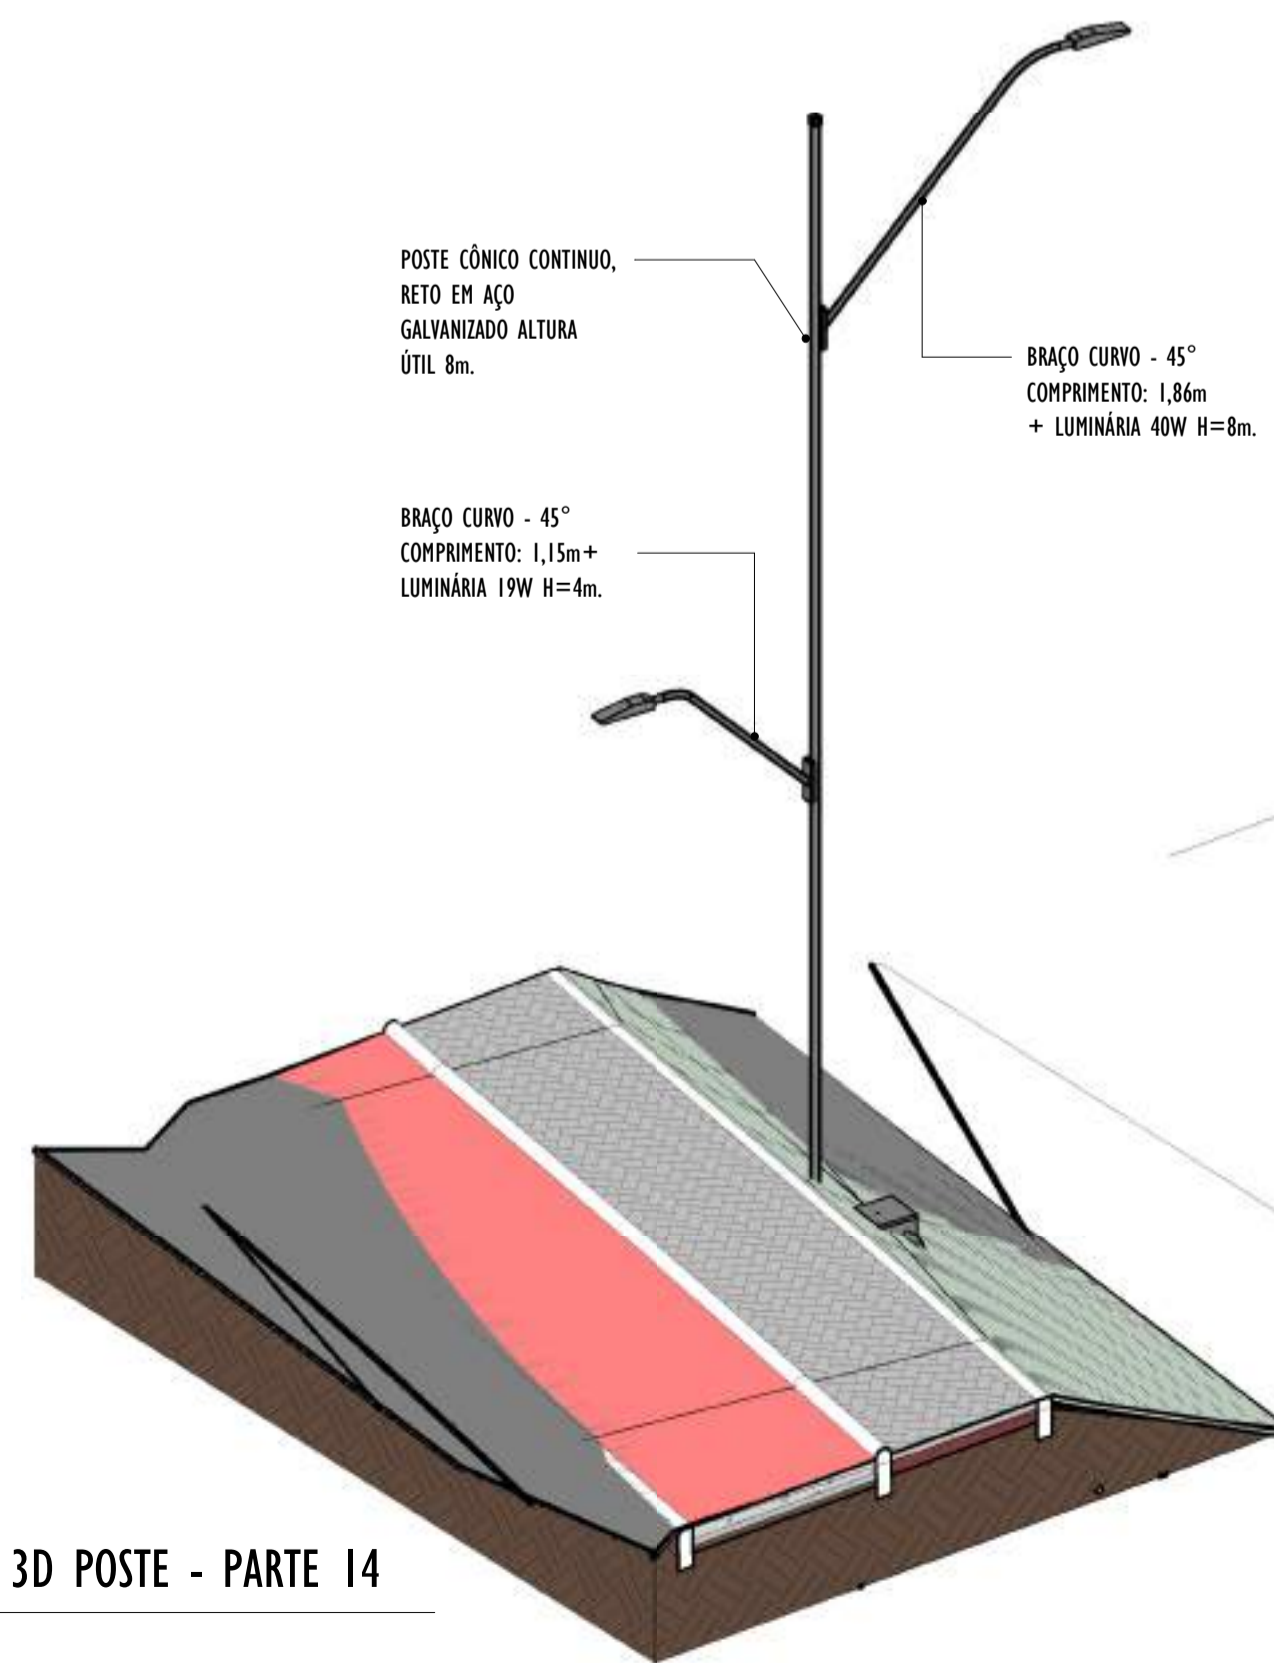 POSTE CÔNICO CONTINUO,
RETO EM AÇO
GALVANIZADO ALTURA
ÚTIL 8m.
BRAÇO CURVO - 45°
COMPRIMENTO: 1,86m
+ LUMINÁRIA 40W H=8m.
BRAÇO CURVO - 45°
COMPRIMENTO: 1,15m+
LUMINÁRIA 19W H=4m.
3D POSTE - PARTE 14